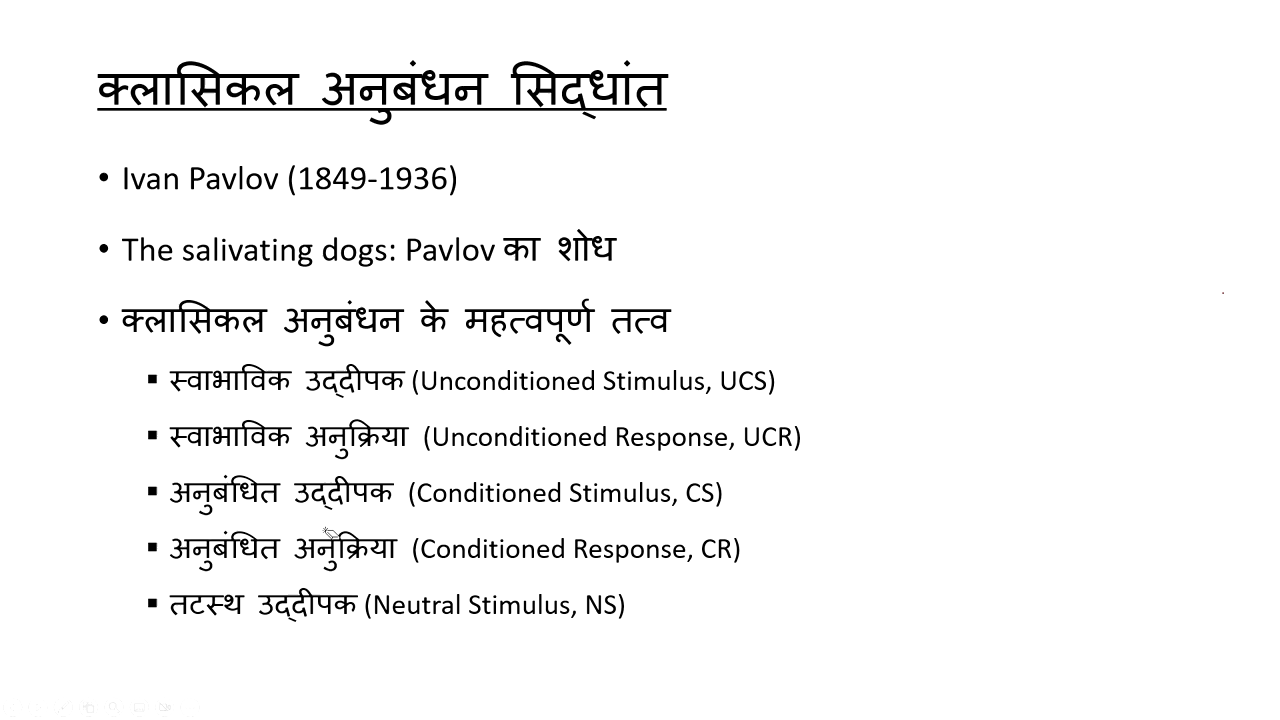 क्लासिकल अनुबंधन सिद्धांत
• Ivan Pavlov (1849-1936)
• The salivating dogs: Pavlov का शोध
• क्लासिकल अनुबंधन के महत्वपूर्ण तत्व
▪ स्वाभाविक उद्दीपक (Unconditioned Stimulus, UCS)
▪ स्वाभाविक अनुक्रिया (Unconditioned Response, UCR)
▪ अनुबंधित उद्दीपक (Conditioned Stimulus, CS)
▪ अनुबंधित अनुक्रिया (Conditioned Response, CR)
▪ तटस्थ उद्दीपक (Neutral Stimulus, NS)